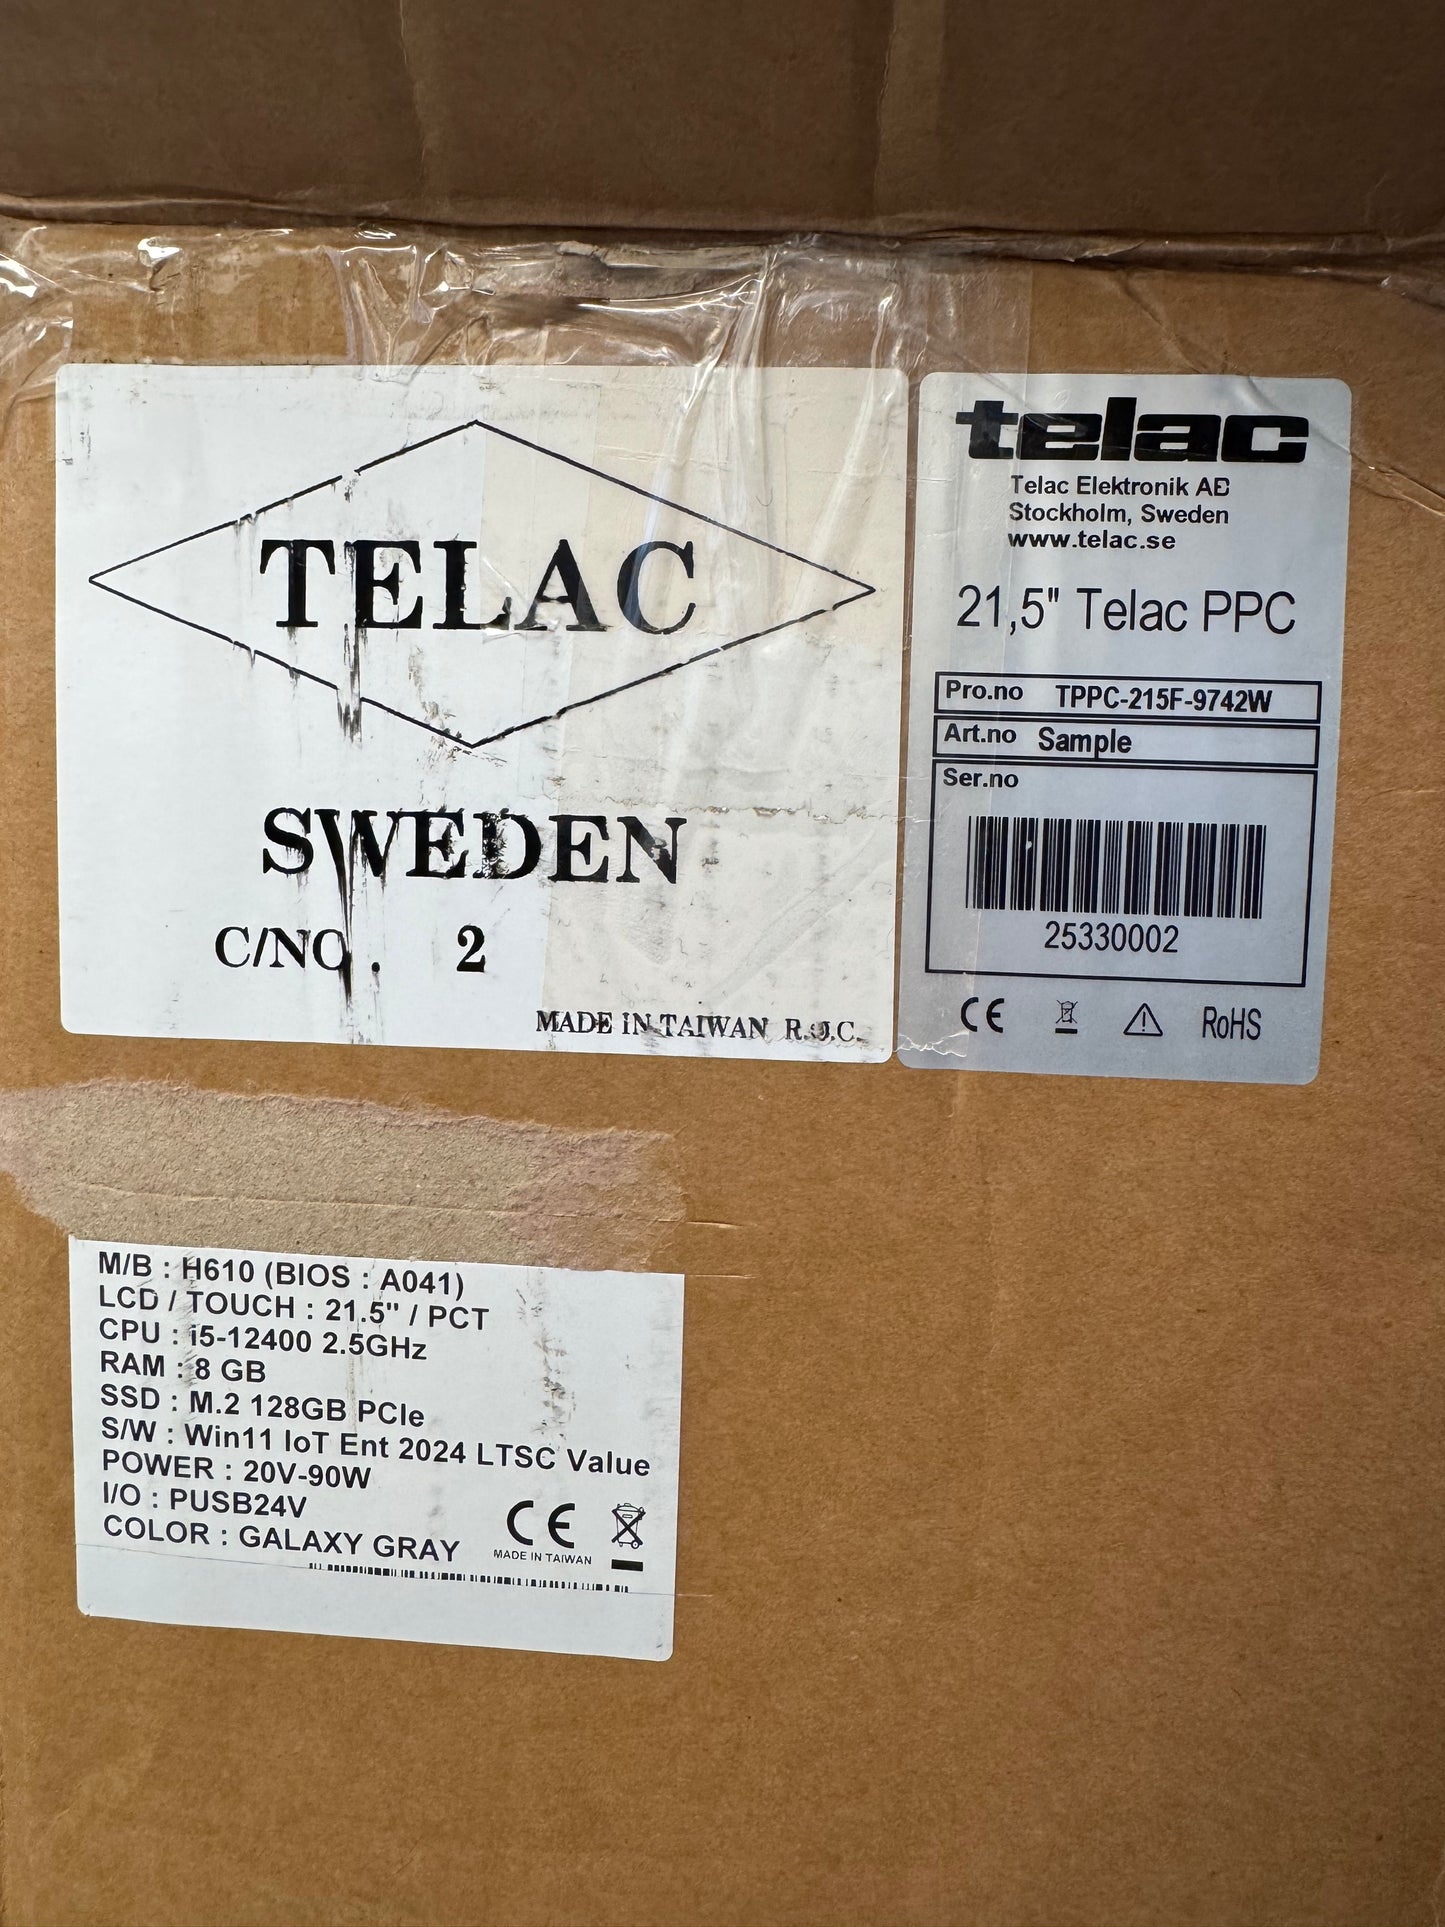 TELAC
SWEDEN
C/NO. 2
MADE IN TAIWAN R.O.C.
telac
Telac Elektronik AB
Stockholm, Sweden
www.telac.se
21,5" Telac PPC
Pro.no TPPC-215F-9742W
Art.no Sample
Ser.no
25330002
CE
RoHS
M/B : H610 (BIOS : A041)
LCD / TOUCH : 21.5" / PCT
CPU : i5-12400 2.5GHz
RAM : 8 GB
SSD : M.2 128GB PCIe
S/W : Win11 IoT Ent 2024 LTSC Value
POWER : 20V-90W
I/O : PUSB24V
COLOR : GALAXY GRAY
CE
MADE IN TAIWAN